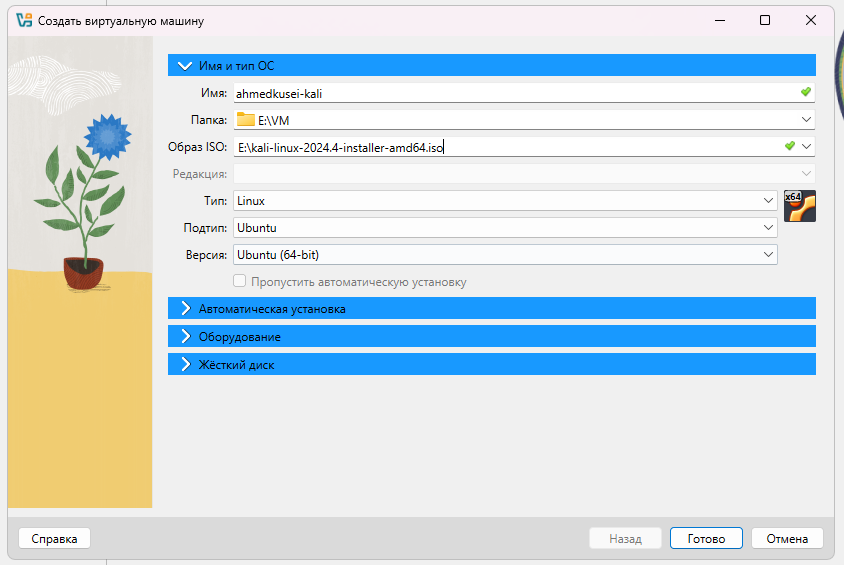 Создать виртуальную машину
Имя и тип ОС
Имя: ahmedkusei-kali
Папка: E:\VM
Образ ISO: E:\kali-linux-2024.4-installer-amd64.iso
Редакция:
Тип: Linux
x64
Подтип: Ubuntu
Версия: Ubuntu (64-bit)
Пропустить автоматическую установку
Автоматическая установка
Оборудование
Жёсткий диск
Справка Назад Готово Отмена